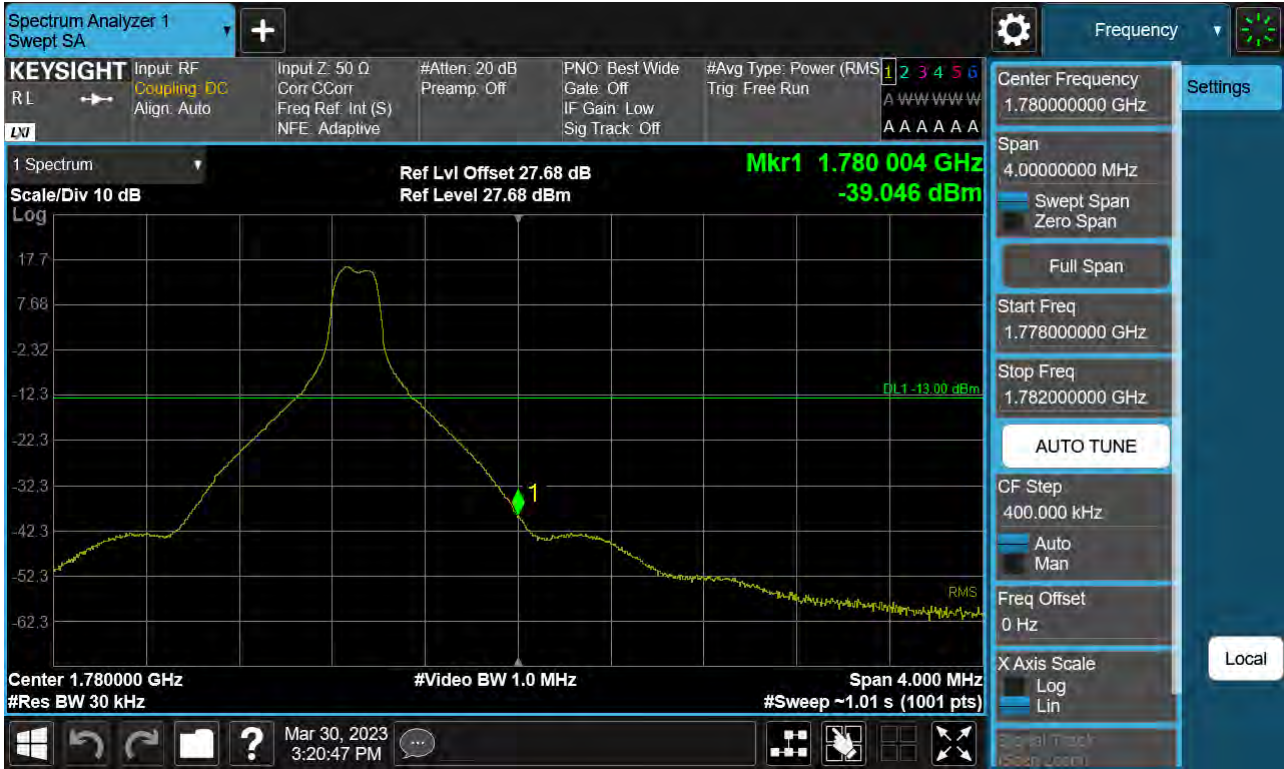 Spectrum Analyzer 1
Swept SA
Frequency
KEYSIGHT
RL
LXI
Input: RF
Coupling: DC
Align: Auto
Input Z: 50 Ω
Corr CCorr
Freq Ref: Int (S)
NFE: Adaptive
#Atten: 20 dB
Preamp: Off
PNO: Best Wide
Gate: Off
IF Gain: Low
Sig Track: Off
#Avg Type: Power (RMS
Trig: Free Run
1 2 3 4 5 6
A W W W W W
A A A A A A
1 Spectrum
Scale/Div 10 dB
Log
Ref Lvl Offset 27.68 dB
Ref Level 27.68 dBm
Mkr1 1.780 004 GHz
-39.046 dBm
17.7
7.68
-2.32
-12.3
-22.3
-32.3
-42.3
-52.3
-62.3
DL1 -13.00 dBm
1
RMS
Center 1.780000 GHz
#Res BW 30 kHz
#Video BW 1.0 MHz
Span 4.000 MHz
#Sweep ~1.01 s (1001 pts)
Center Frequency
1.780000000 GHz
Settings
Span
4.00000000 MHz
Swept Span
Zero Span
Full Span
Start Freq
1.778000000 GHz
Stop Freq
1.782000000 GHz
AUTO TUNE
CF Step
400.000 kHz
Auto
Man
Freq Offset
0 Hz
X Axis Scale
Log
Lin
Local
Signal Track
(Span Zoom)
?
Mar 30, 2023
3:20:47 PM